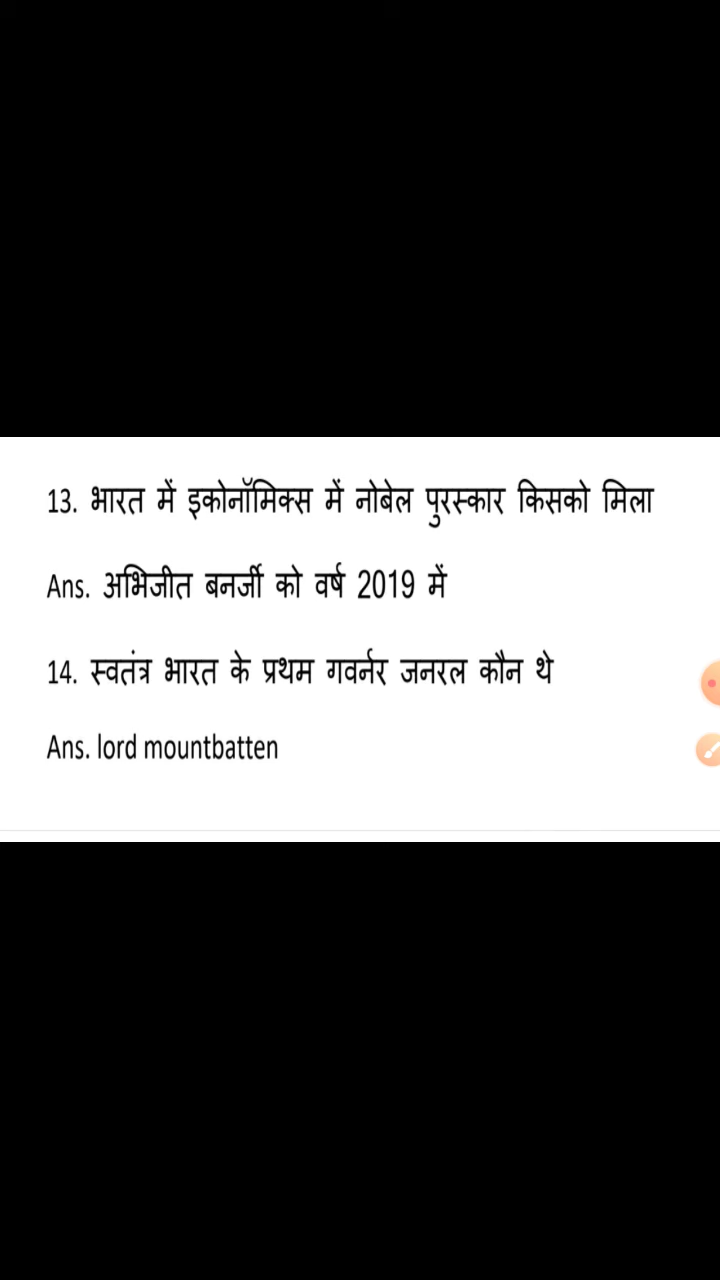 13. भारत में इकोनॉमिक्स में नोबेल पुरस्कार किसको मिला
Ans. अभिजीत बनर्जी को वर्ष 2019 में
14. स्वतंत्र भारत के प्रथम गवर्नर जनरल कौन थे
Ans. lord mountbatten